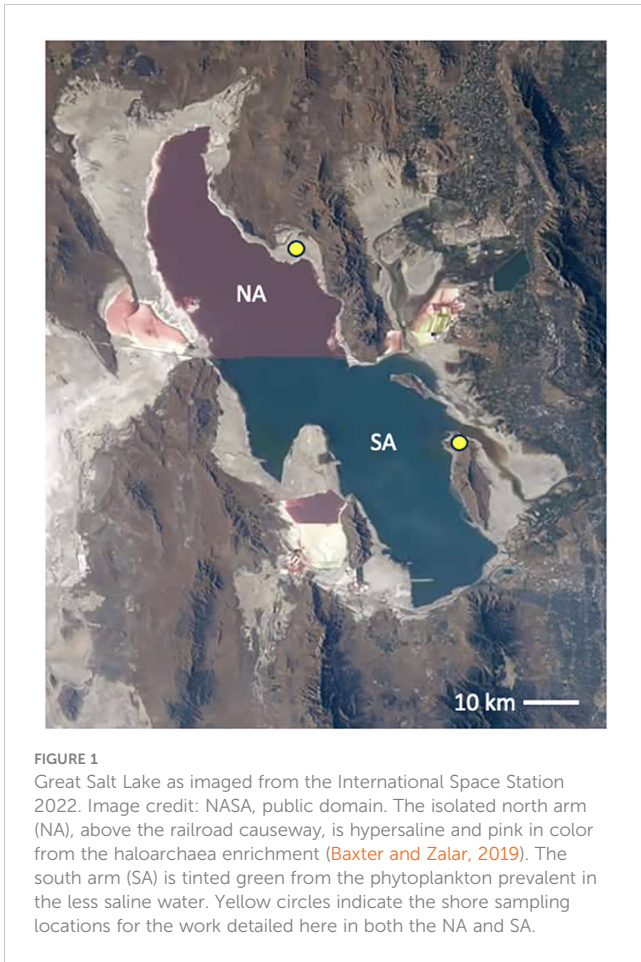 NA
SA
10 km
FIGURE 1
Great Salt Lake as imaged from the International Space Station
2022. Image credit: NASA, public domain. The isolated north arm
(NA), above the railroad causeway, is hypersaline and pink in color
from the haloarchaea enrichment (Baxter and Zalar, 2019). The
south arm (SA) is tinted green from the phytoplankton prevalent in
the less saline water. Yellow circles indicate the shore sampling
locations for the work detailed here in both the NA and SA.